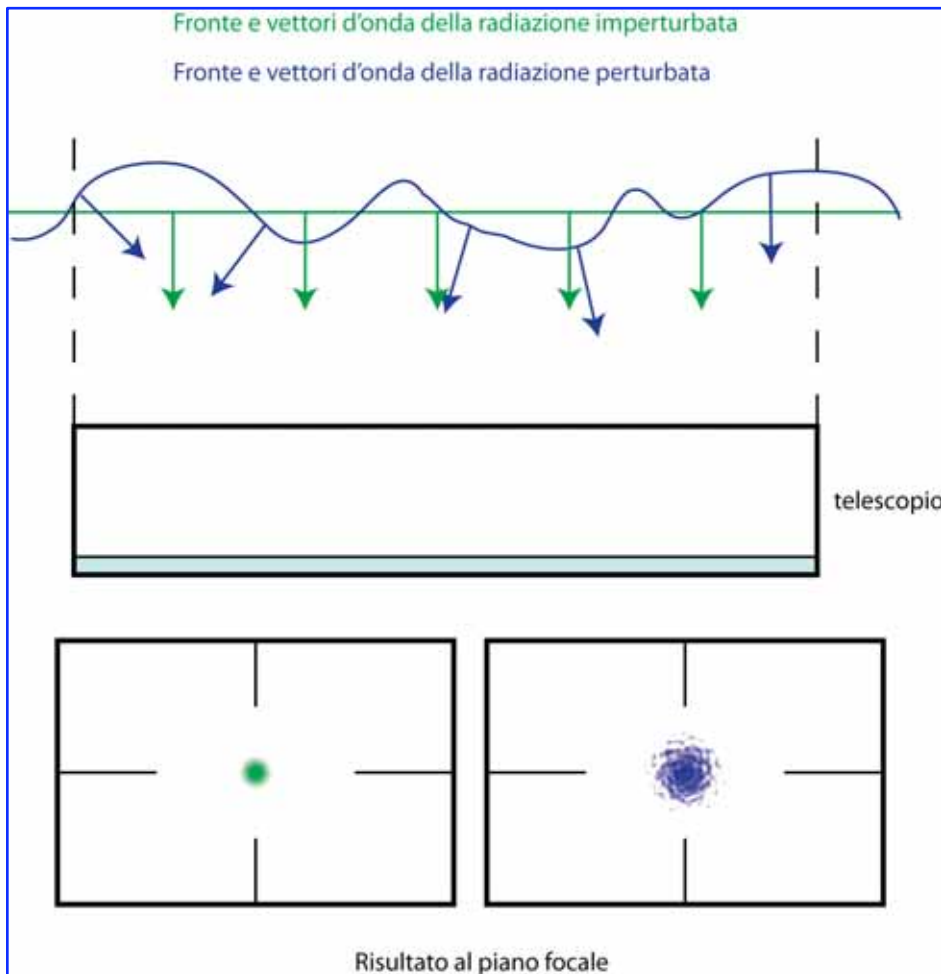 Fronte e vettori d'onda della radiazione imperturbata
Fronte e vettori d'onda della radiazione perturbata
telescopio
Risultato al piano focale